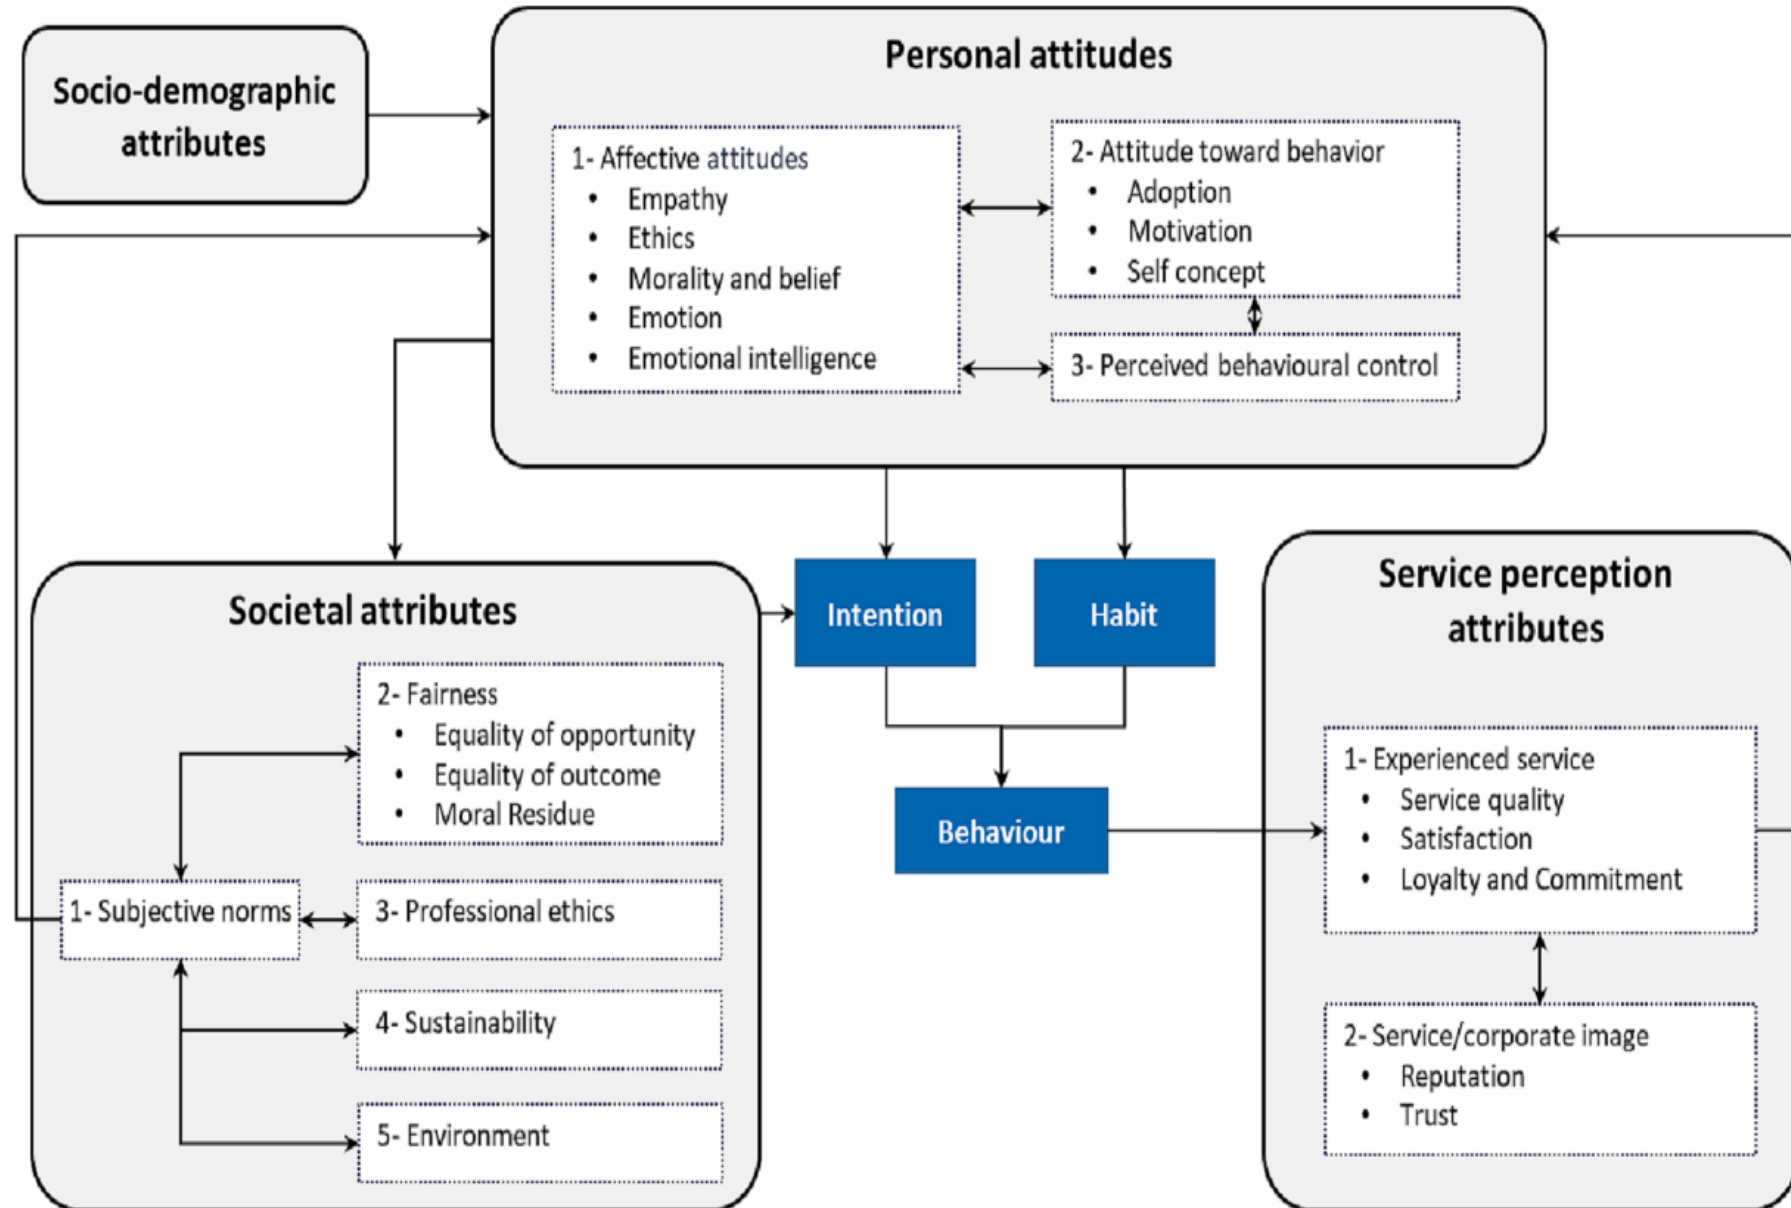 Socio-demographic
attributes
Personal attitudes
1- Affective attitudes
• Empathy
• Ethics
• Morality and belief
• Emotion
• Emotional intelligence
2- Attitude toward behavior
• Adoption
• Motivation
• Self concept
3- Perceived behavioural control
Societal attributes
2- Fairness
• Equality of opportunity
• Equality of outcome
• Moral Residue
1- Subjective norms
3- Professional ethics
4- Sustainability
5- Environment
Intention
Habit
Behaviour
Service perception
attributes
1- Experienced service
• Service quality
• Satisfaction
• Loyalty and Commitment
2- Service/corporate image
• Reputation
• Trust